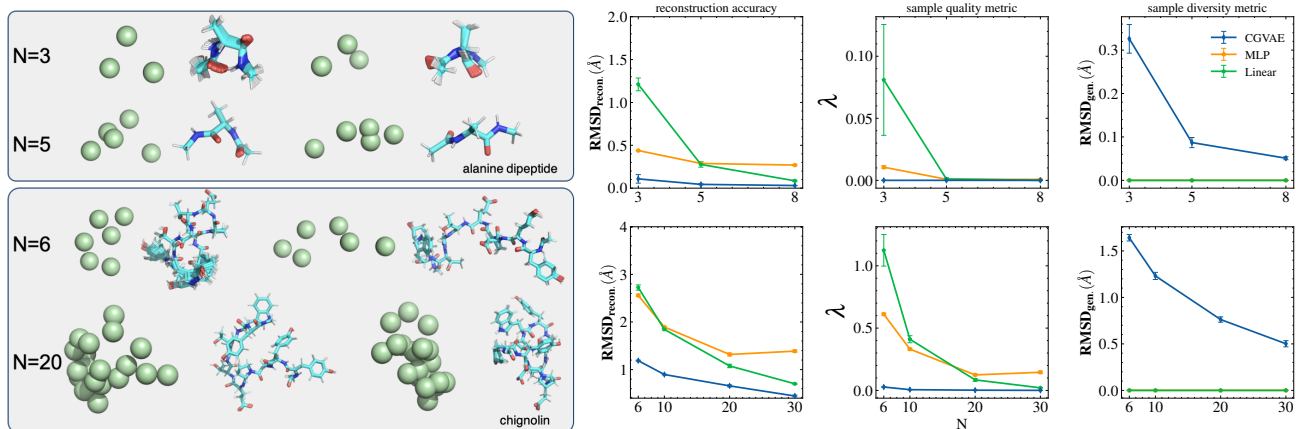 N=3
N=5
alanine dipeptide
N=6
N=20
chignolin
reconstruction accuracy
RMSD_recon. (Å)
2.0
1.5
1.0
0.5
0.0
3 5 8
sample quality metric
λ
0.10
0.05
0.00
3 5 8
sample diversity metric
RMSD_gen. (Å)
0.3
0.2
0.1
0.0
3 5 8
CGVAE
MLP
Linear
RMSD_recon. (Å)
4
3
2
1
6 10 20 30
λ
1.0
0.5
0.0
6 10 20 30
N
RMSD_gen. (Å)
1.5
1.0
0.5
0.0
6 10 20 30